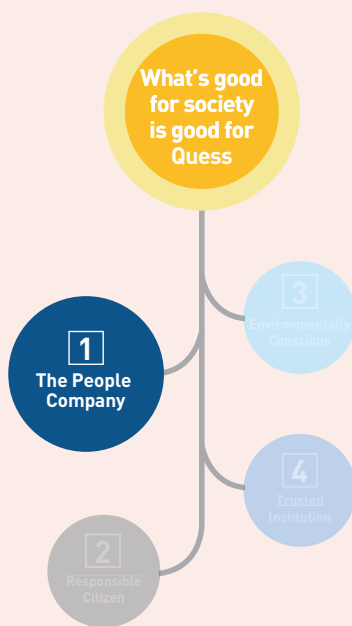 What's good
for society
is good for
Quess
1
The People
Company
2
Responsible
Citizen
3
Environmentally
Conscious
4
Trusted
Institution